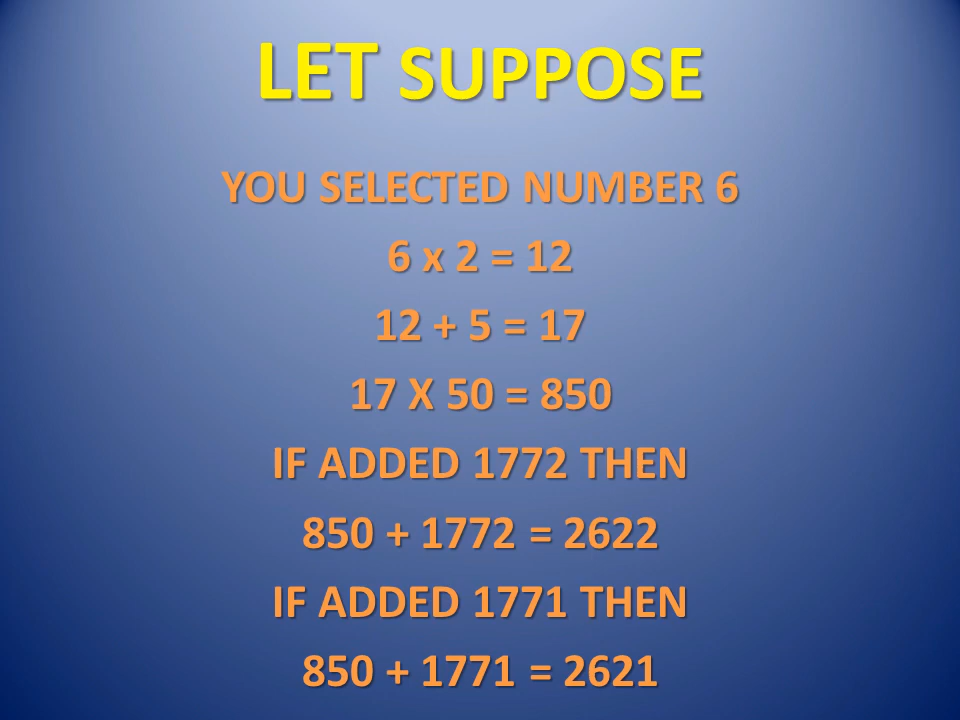 LET SUPPOSE
YOU SELECTED NUMBER 6
6 x 2 = 12
12 + 5 = 17
17 X 50 = 850
IF ADDED 1772 THEN
850 + 1772 = 2622
IF ADDED 1771 THEN
850 + 1771 = 2621